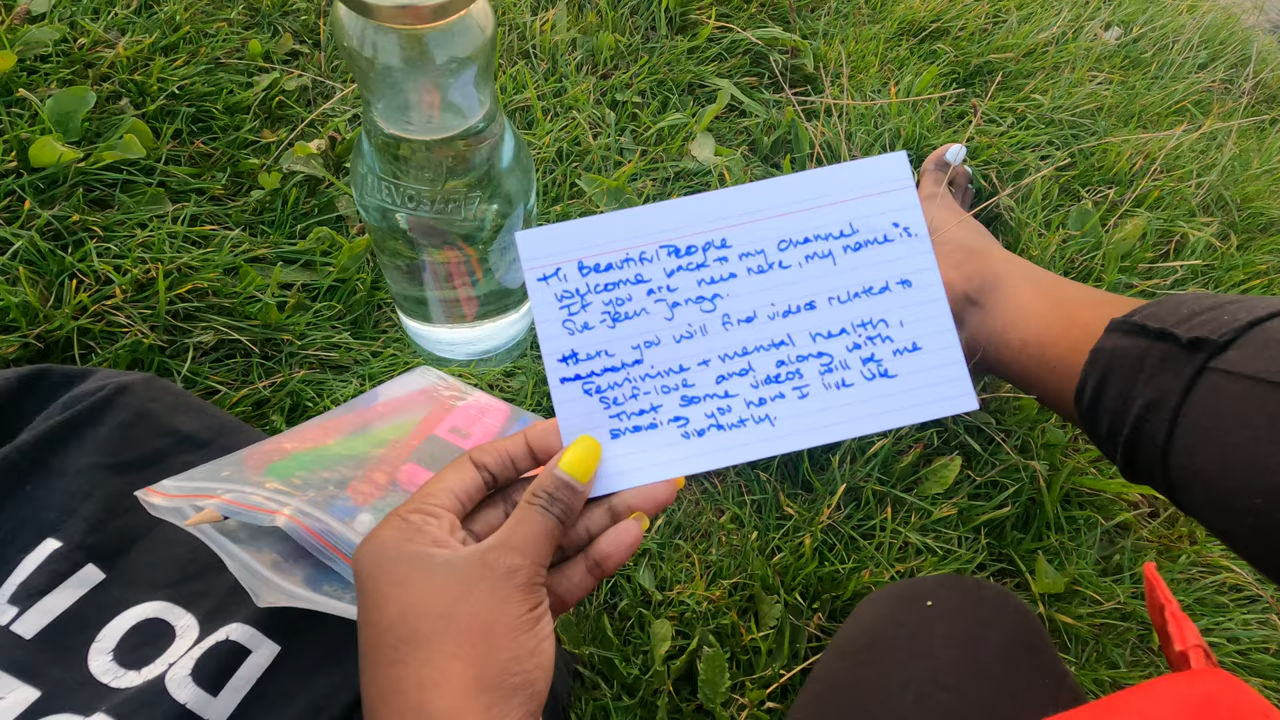 Hi, Beautiful People
welcome back to my channel
If you are new here, my name is.
Sue-Jeen Janga.
there you will find videos related to
Feminine + mental health,
self-love and along with
that some videos will be me
showing you how I live life
vibrantly.
DO